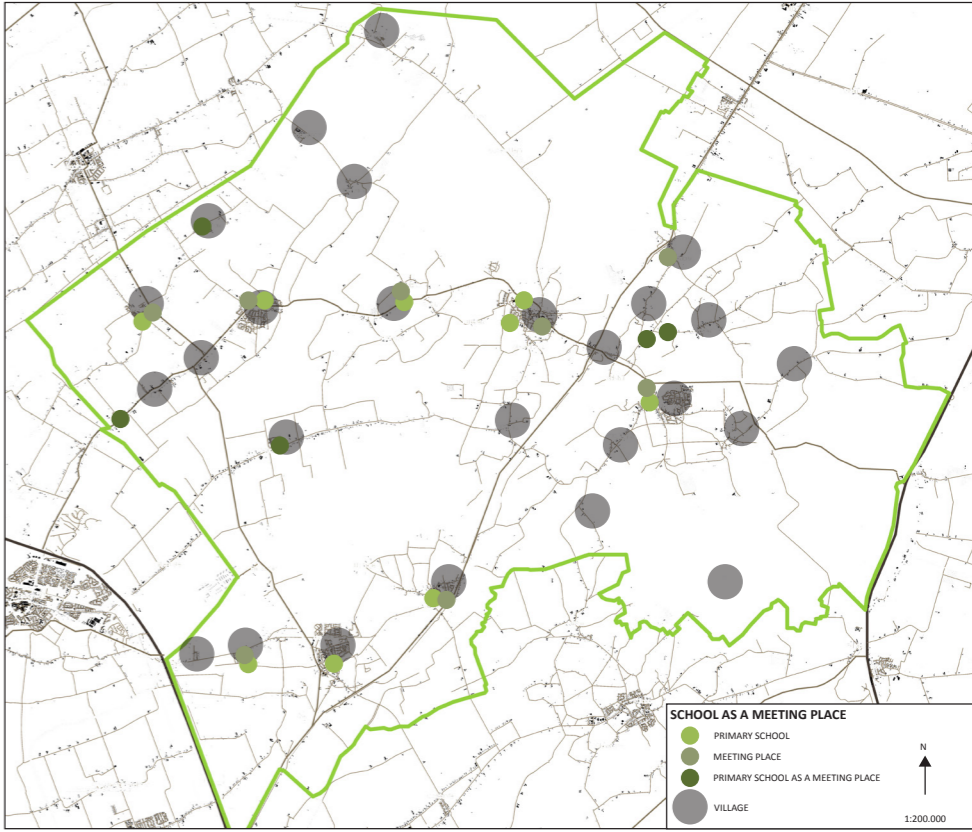 SCHOOL AS A MEETING PLACE
PRIMARY SCHOOL
MEETING PLACE
PRIMARY SCHOOL AS A MEETING PLACE
VILLAGE
N
1:200.000